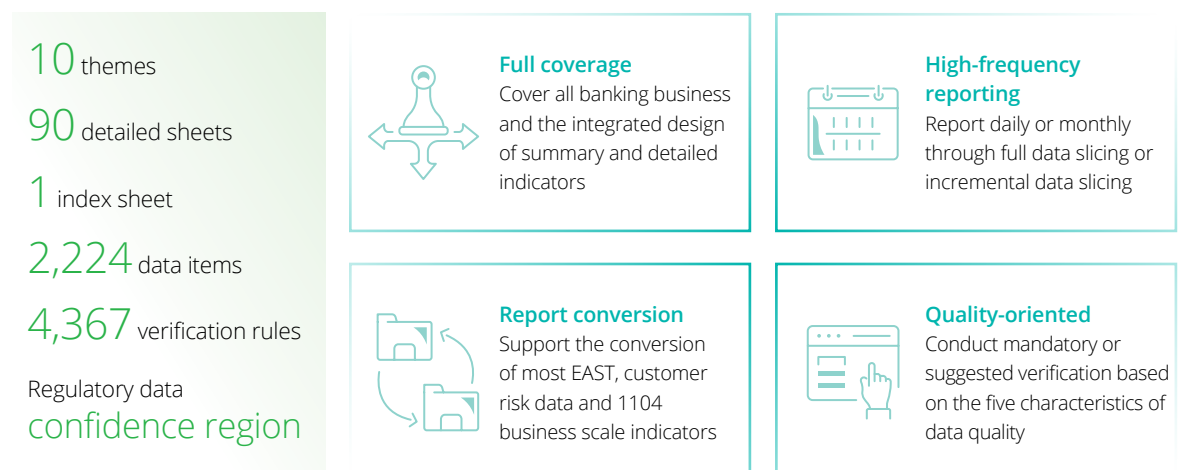 10 themes
90 detailed sheets
1 index sheet
2,224 data items
4,367 verification rules
Regulatory data
confidence region
Full coverage
Cover all banking business
and the integrated design
of summary and detailed
indicators
High-frequency
reporting
Report daily or monthly
through full data slicing or
incremental data slicing
Report conversion
Support the conversion
of most EAST, customer
risk data and 1104
business scale indicators
Quality-oriented
Conduct mandatory or
suggested verification based
on the five characteristics of
data quality